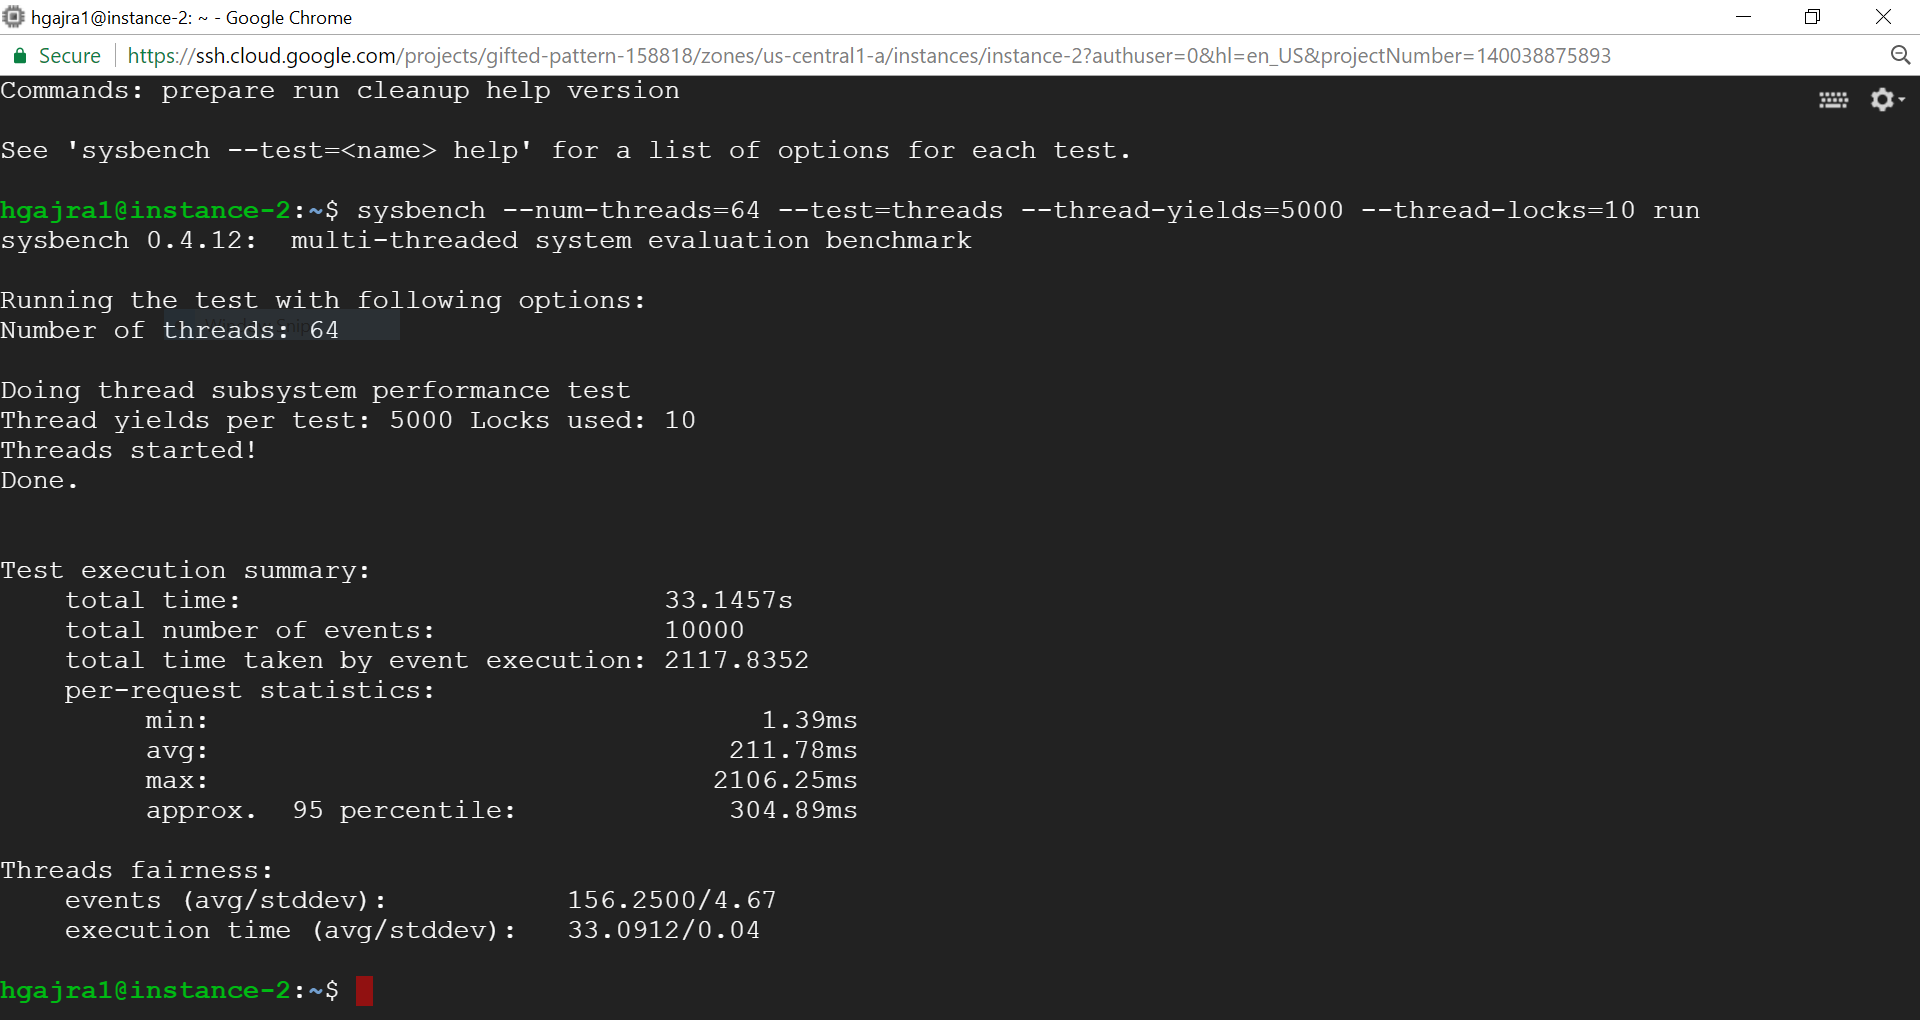 hgajra1@instance-2: ~ - Google Chrome
Secure https://ssh.cloud.google.com/projects/gifted-pattern-158818/zones/us-central1-a/instances/instance-2?authuser=0&hl=en_US&projectNumber=140038875893
Commands: prepare run cleanup help version
See 'sysbench --test=<name> help' for a list of options for each test.
hgajra1@instance-2:~$ sysbench --num-threads=64 --test=threads --thread-yields=5000 --thread-locks=10 run
sysbench 0.4.12:  multi-threaded system evaluation benchmark
Running the test with following options:
Number of threads: 64
Doing thread subsystem performance test
Thread yields per test: 5000 Locks used: 10
Threads started!
Done.
Test execution summary:
total time: 33.1457s
total number of events: 10000
total time taken by event execution: 2117.8352
per-request statistics:
min: 1.39ms
avg: 211.78ms
max: 2106.25ms
approx.  95 percentile: 304.89ms
Threads fairness:
events (avg/stddev): 156.2500/4.67
execution time (avg/stddev): 33.0912/0.04
hgajra1@instance-2:~$